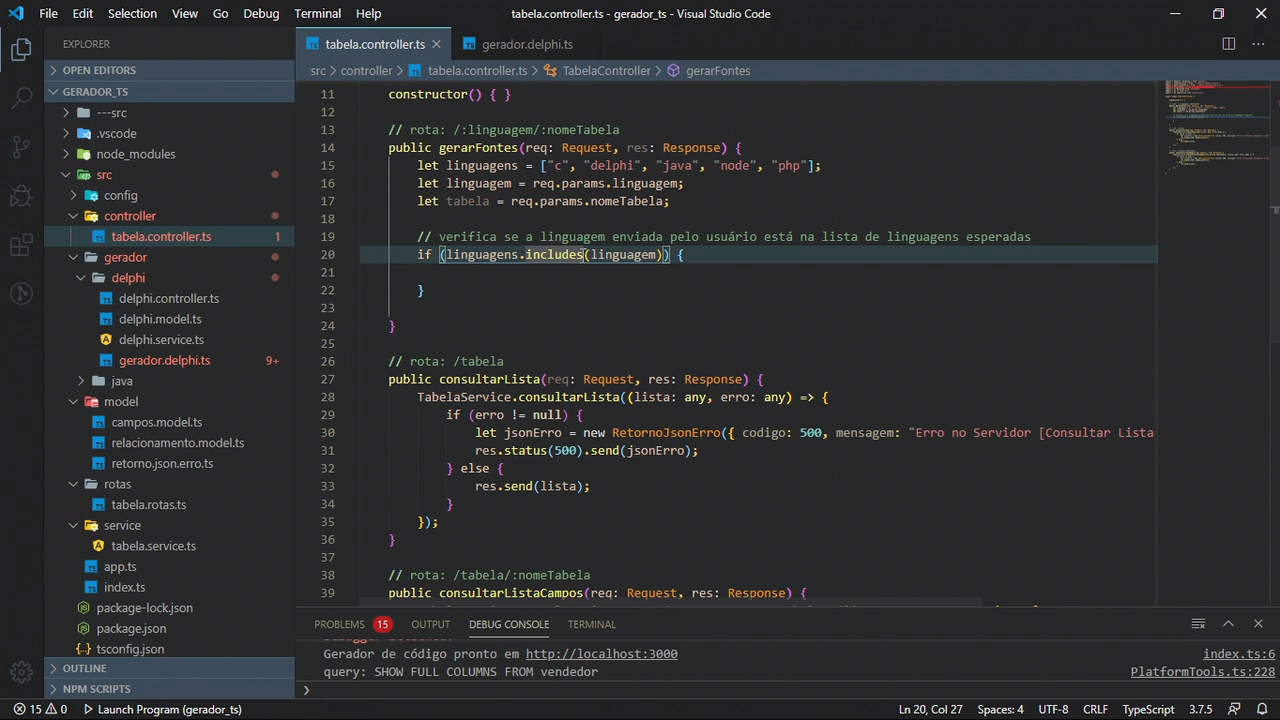 File Edit Selection View Go Debug Terminal Help
tabela.controller.ts - gerador_ts - Visual Studio Code
EXPLORER
OPEN EDITORS
GERADOR_TS
---src
.vscode
node_modules
src
config
controller
tabela.controller.ts 1
gerador
delphi
delphi.controller.ts
delphi.model.ts
delphi.service.ts
gerador.delphi.ts 9+
java
model
campos.model.ts
relacionamento.model.ts
retorno.json.erro.ts
rotas
tabela.rotas.ts
service
tabela.service.ts
app.ts
index.ts
package-lock.json
package.json
tsconfig.json
OUTLINE
NPM SCRIPTS
tabela.controller.ts gerador.delphi.ts
src > controller > tabela.controller.ts > TabelaController > gerarFontes
11 constructor() { }
12
13 // rota: /:linguagem/:nomeTabela
14 public gerarFontes(req: Request, res: Response) {
15 let linguagens = ["c", "delphi", "java", "node", "php"];
16 let linguagem = req.params.linguagem;
17 let tabela = req.params.nomeTabela;
18
19 // verifica se a linguagem enviada pelo usuário está na lista de linguagens esperadas
20 if (linguagens.includes(linguagem)) {
21
22 }
23
24 }
25
26 // rota: /tabela
27 public consultarLista(req: Request, res: Response) {
28 TabelaService.consultarLista((lista: any, erro: any) => {
29 if (erro != null) {
30 let jsonErro = new RetornoJsonErro({ codigo: 500, mensagem: "Erro no Servidor [Consultar Lista
31 res.status(500).send(jsonErro);
32 } else {
33 res.send(lista);
34 }
35 });
36 }
37
38 // rota: /tabela/:nomeTabela
39 public consultarListaCampos(req: Request, res: Response) {
PROBLEMS 15 OUTPUT DEBUG CONSOLE TERMINAL
Gerador de código pronto em http://localhost:3000 index.ts:6
query: SHOW FULL COLUMNS FROM vendedor PlatformTools.ts:228
15 0 Launch Program (gerador_ts) Ln 20, Col 27 Spaces: 4 UTF-8 CRLF TypeScript 3.7.5